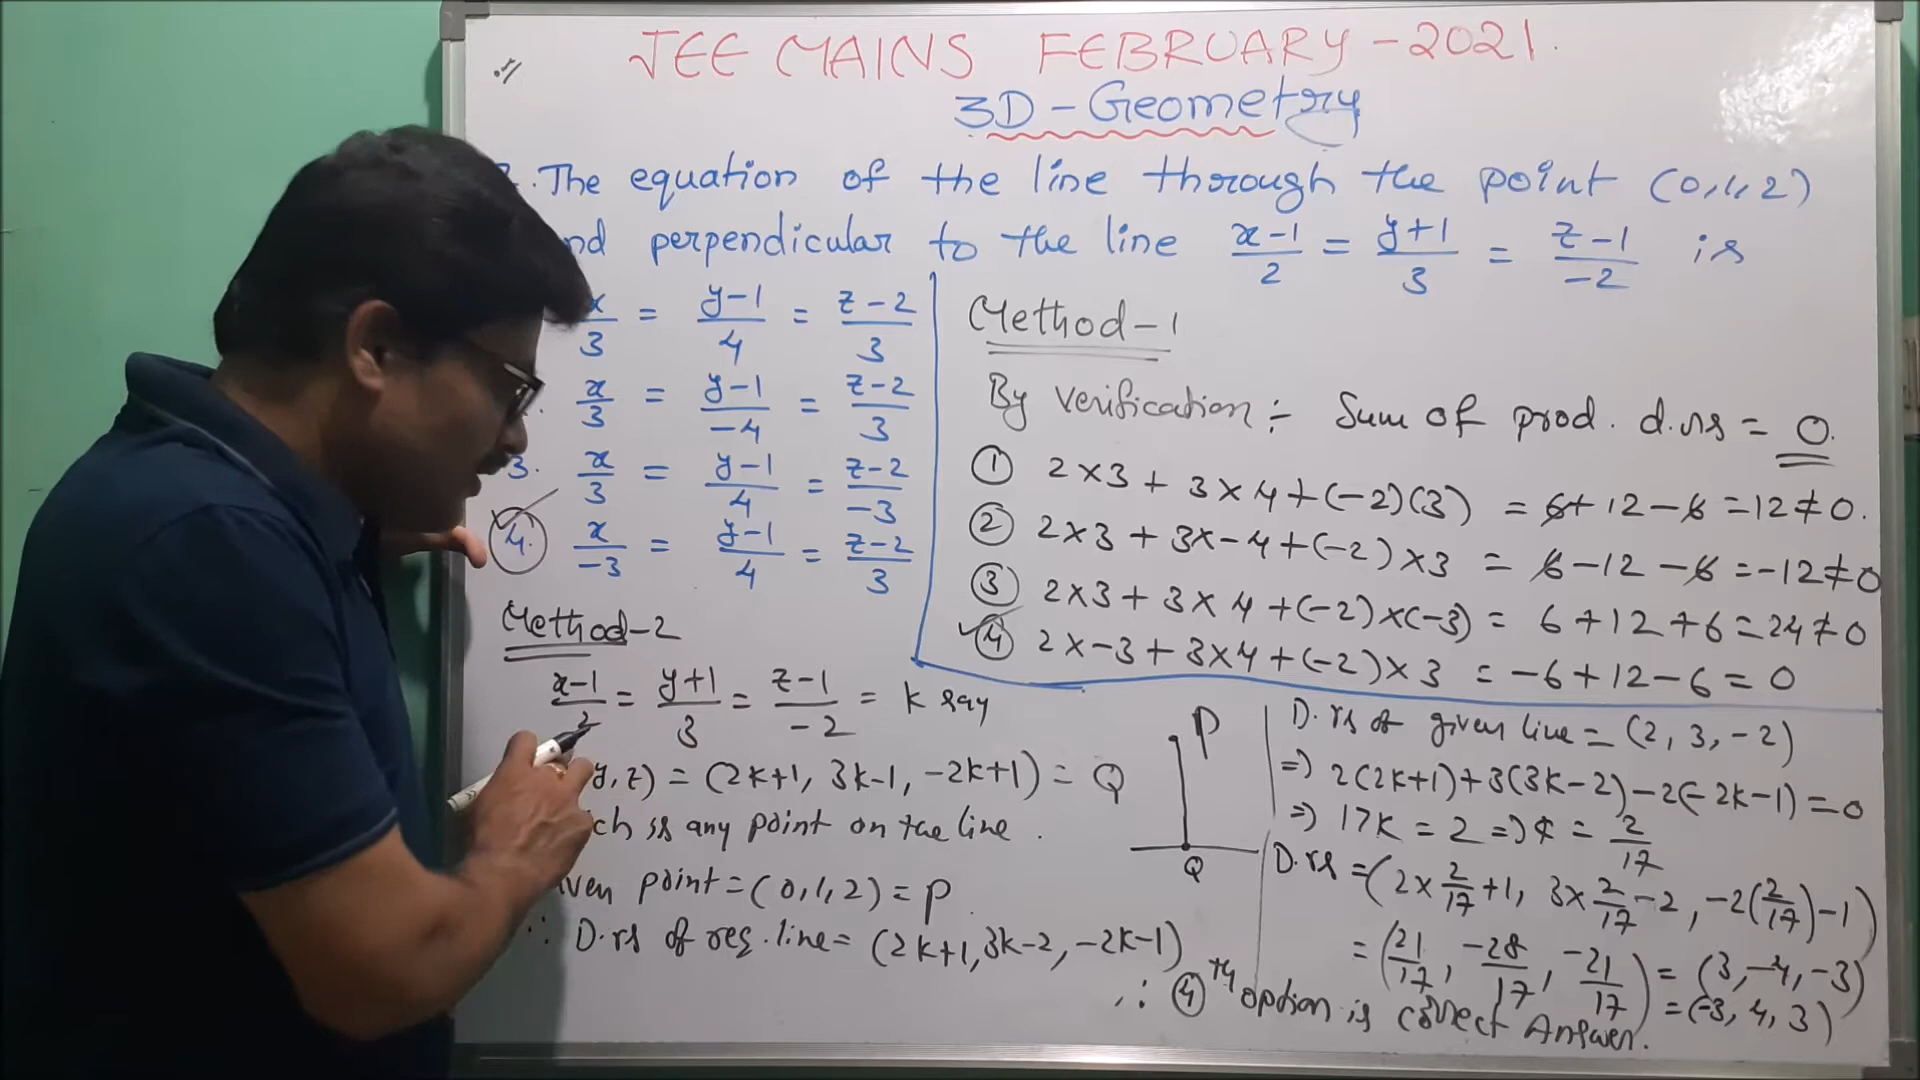 JEE MAINS FEBRUARY-2021.
3D-Geometry
.The equation of the line through the point (0,1,2)
nd perpendicular to the line x-1/2 = y+1/3 = z-1/-2 is
x/3 = y-1/4 = z-2/3
. x/3 = y-1/-4 = z-2/3
3. x/3 = y-1/4 = z-2/-3
4. x/-3 = y-1/4 = z-2/3
Method-1
By verification:- Sum of prod. d.rs = 0.
① 2×3 + 3×4 + (-2)(3) = 6+12-6 = 12≠0.
② 2×3 + 3×-4 + (-2)×3 = 6-12-6 = -12≠0
③ 2×3 + 3×4 + (-2)×(-3) = 6+12+6 = 24≠0
④ 2×-3 + 3×4 + (-2)×3 = -6+12-6 = 0
Method-2
x-1/2 = y+1/3 = z-1/-2 = k say
y,z) = (2k+1, 3k-1, -2k+1) = Q
ch is any point on the line.
ven point = (0,1,2) = P.
∴ D.rs of req. line = (2k+1, 3k-2, -2k-1)
P
Q
D.rs of given line = (2, 3, -2)
=> 2(2k+1)+3(3k-2)-2(-2k-1) = 0
=> 17k = 2 => k = 2/17
D.rs = (2×2/17+1, 3×2/17-2, -2(2/17)-1)
= (21/17, -28/17, -21/17) = (3, -4, -3)
= (-3, 4, 3)
∴ ④th option is correct Answer.